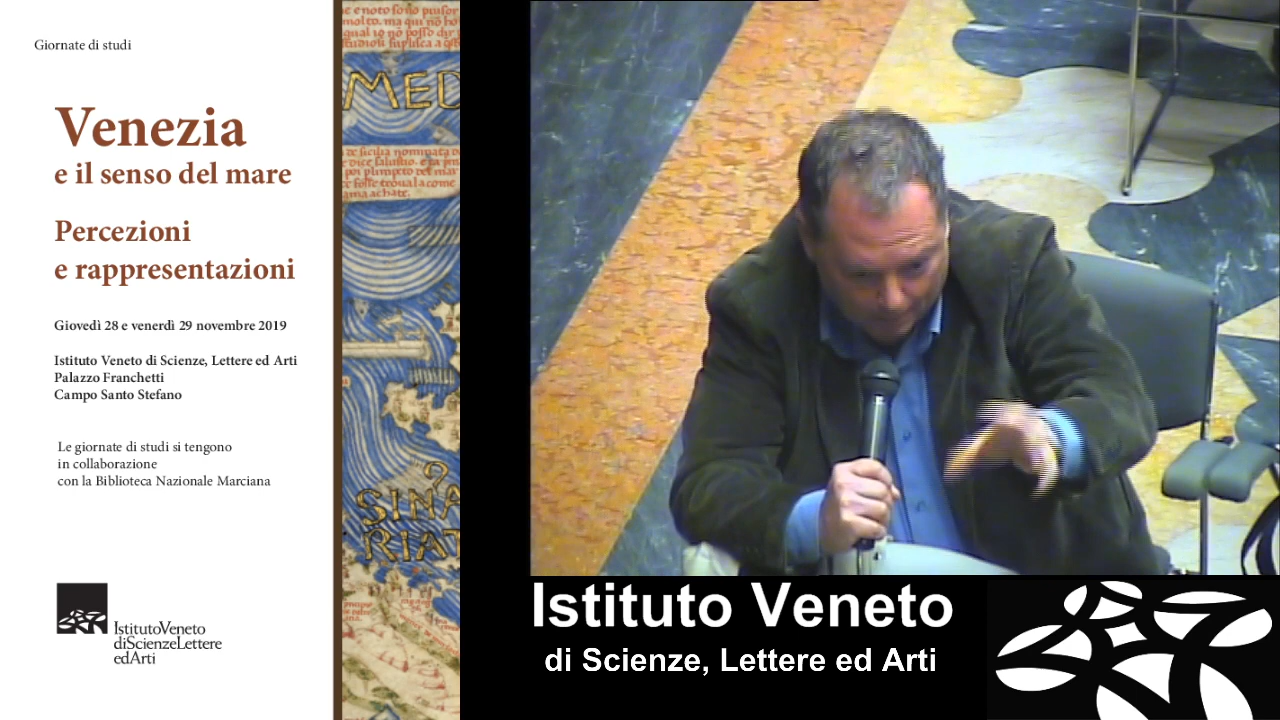 Giornate di studi
Venezia
e il senso del mare
Percezioni
e rappresentazioni
Giovedì 28 e venerdì 29 novembre 2019
Istituto Veneto di Scienze, Lettere ed Arti
Palazzo Franchetti
Campo Santo Stefano
Le giornate di studi si tengono
in collaborazione
con la Biblioteca Nazionale Marciana
IstitutoVeneto
diScienzeLettere
edArti
MED
SINA
RIAT
Istituto Veneto
di Scienze, Lettere ed Arti